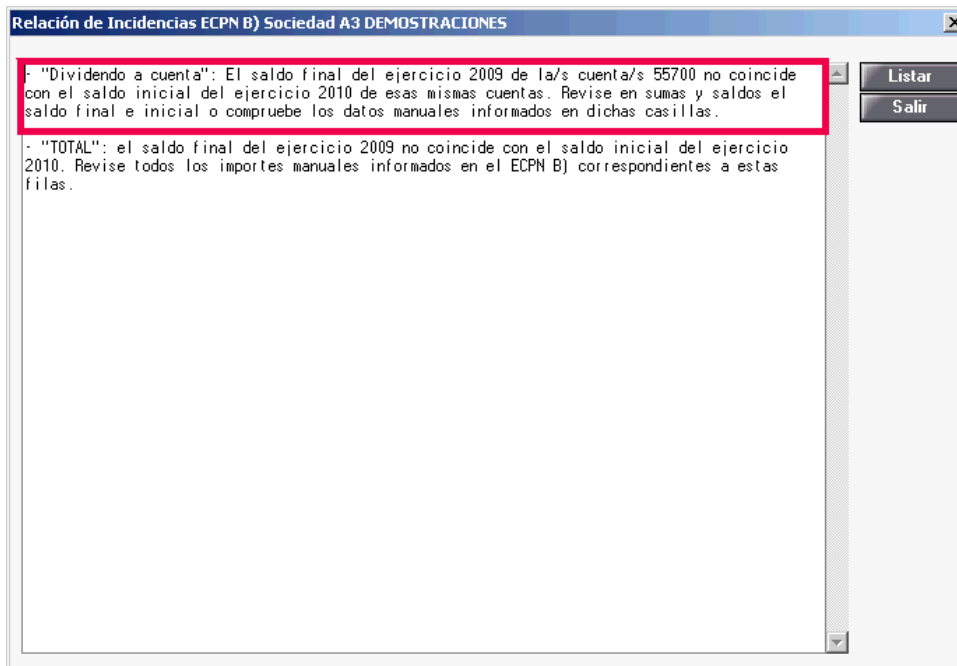 Relación de Incidencias ECPN B) Sociedad A3 DEMOSTRACIONES
- "Dividendo a cuenta": El saldo final del ejercicio 2009 de la/s cuenta/s 55700 no coincide
con el saldo inicial del ejercicio 2010 de esas mismas cuentas. Revise en sumas y saldos el
saldo final e inicial o compruebe los datos manuales informados en dichas casillas.
- "TOTAL": el saldo final del ejercicio 2009 no coincide con el saldo inicial del ejercicio
2010. Revise todos los importes manuales informados en el ECPN B) correspondientes a estas
filas.
Listar
Salir